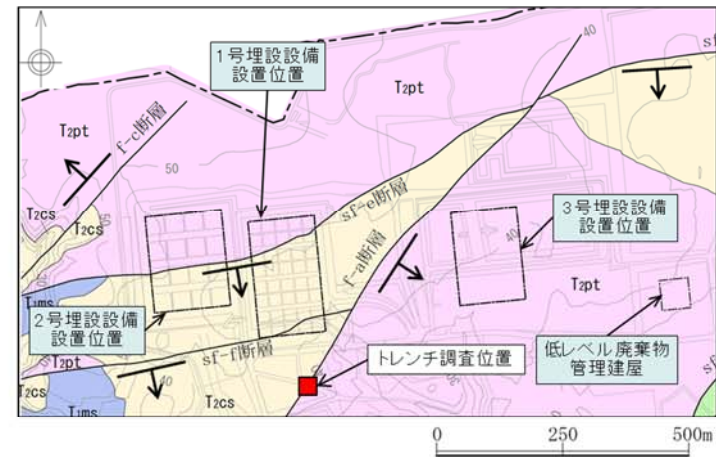 40
sf
1号埋設設備
設置位置
T2pt
T2pt
f-c断層
50
sf-e断層
3号埋設設備
設置位置
T2cs
T2cs
50
f-a断層
40
T2pt
T1ms
2号埋設設備
設置位置
sf-f断層
トレンチ調査位置
低レベル廃棄物
管理建屋
T2pt
40
T2cs
T2cs
T1ms
sf
0 250 500m